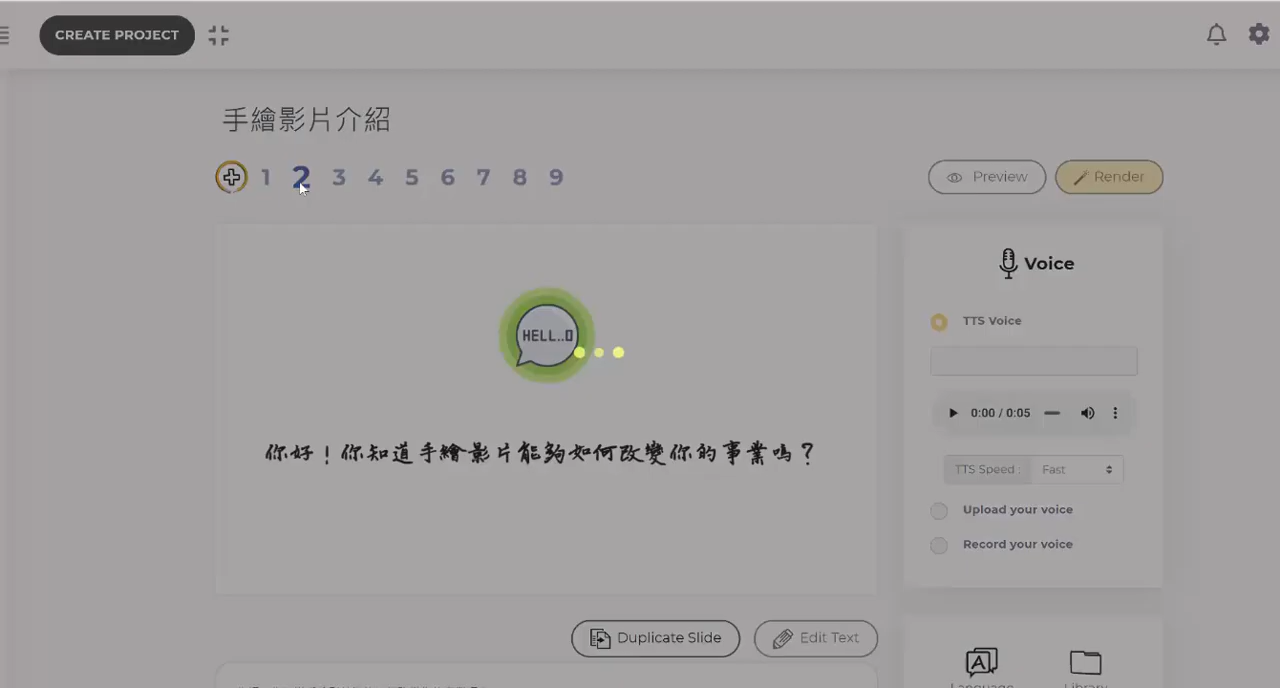 CREATE PROJECT
手繪影片介紹
1 2 3 4 5 6 7 8 9
Preview
Render
HELL..O
你好！你知道手繪影片能夠如何改變你的事業嗎？
Voice
TTS Voice
0:00 / 0:05
TTS Speed :
Fast
Upload your voice
Record your voice
Duplicate Slide
Edit Text
Language
Library